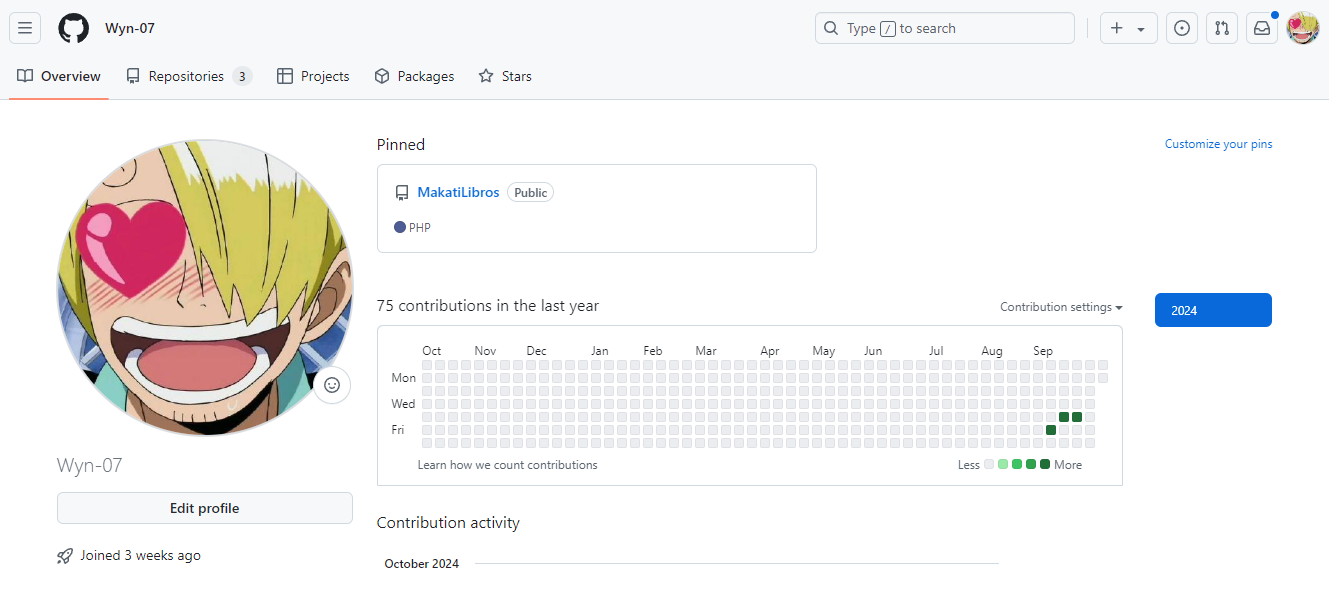 Wyn-07
Type / to search
Overview
Repositories 3
Projects
Packages
Stars
Pinned
Customize your pins
MakatiLibros Public
PHP
75 contributions in the last year
Contribution settings
2024
Oct Nov Dec Jan Feb Mar Apr May Jun Jul Aug Sep
Mon
Wed
Fri
Learn how we count contributions
Less More
Wyn-07
Edit profile
Joined 3 weeks ago
Contribution activity
October 2024